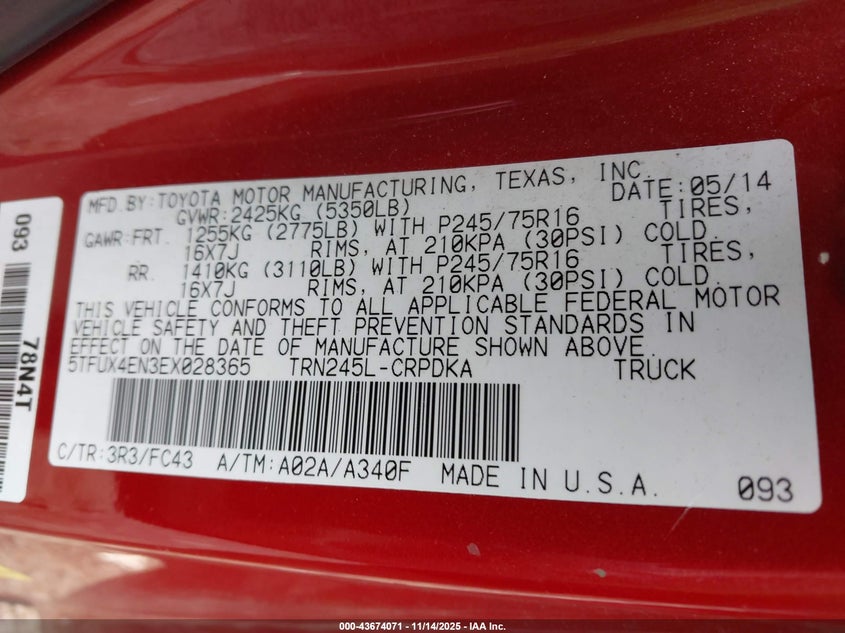 MFD.BY:TOYOTA MOTOR MANUFACTURING, TEXAS, INC.
GVWR:2425KG (5350LB) DATE:05/14
GAWR:FRT. 1255KG (2775LB) WITH P245/75R16 TIRES,
16X7J RIMS, AT 210KPA (30PSI) COLD.
RR. 1410KG (3110LB) WITH P245/75R16 TIRES,
16X7J RIMS, AT 210KPA (30PSI) COLD.
THIS VEHICLE CONFORMS TO ALL APPLICABLE FEDERAL MOTOR
VEHICLE SAFETY AND THEFT PREVENTION STANDARDS IN
EFFECT ON THE DATE OF MANUFACTURE SHOWN ABOVE.
5TFUX4EN3EX028365 TRN245L-CRPDKA TRUCK
C/TR:3R3/FC43 A/TM:A02A/A340F MADE IN U.S.A.
093
093
78N4T
000-43674071 - 11/14/2025 - IAA Inc.